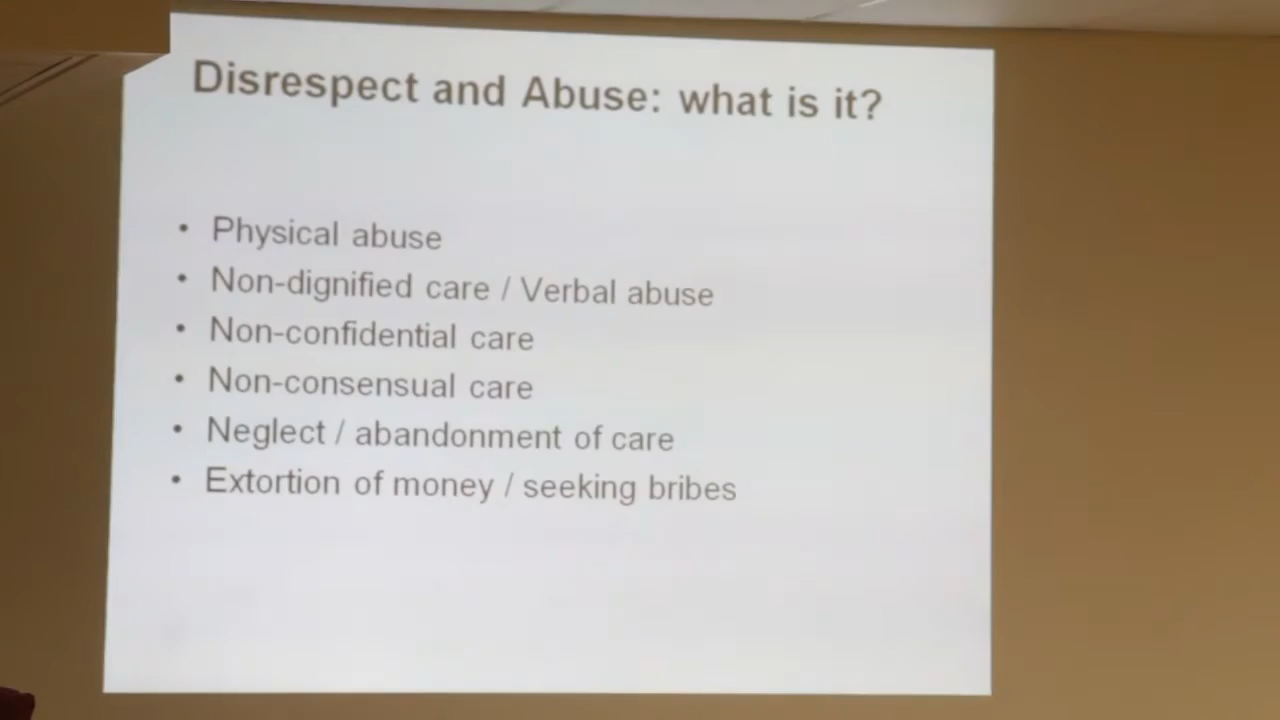 Disrespect and Abuse: what is it?
• Physical abuse
• Non-dignified care / Verbal abuse
• Non-confidential care
• Non-consensual care
• Neglect / abandonment of care
• Extortion of money / seeking bribes